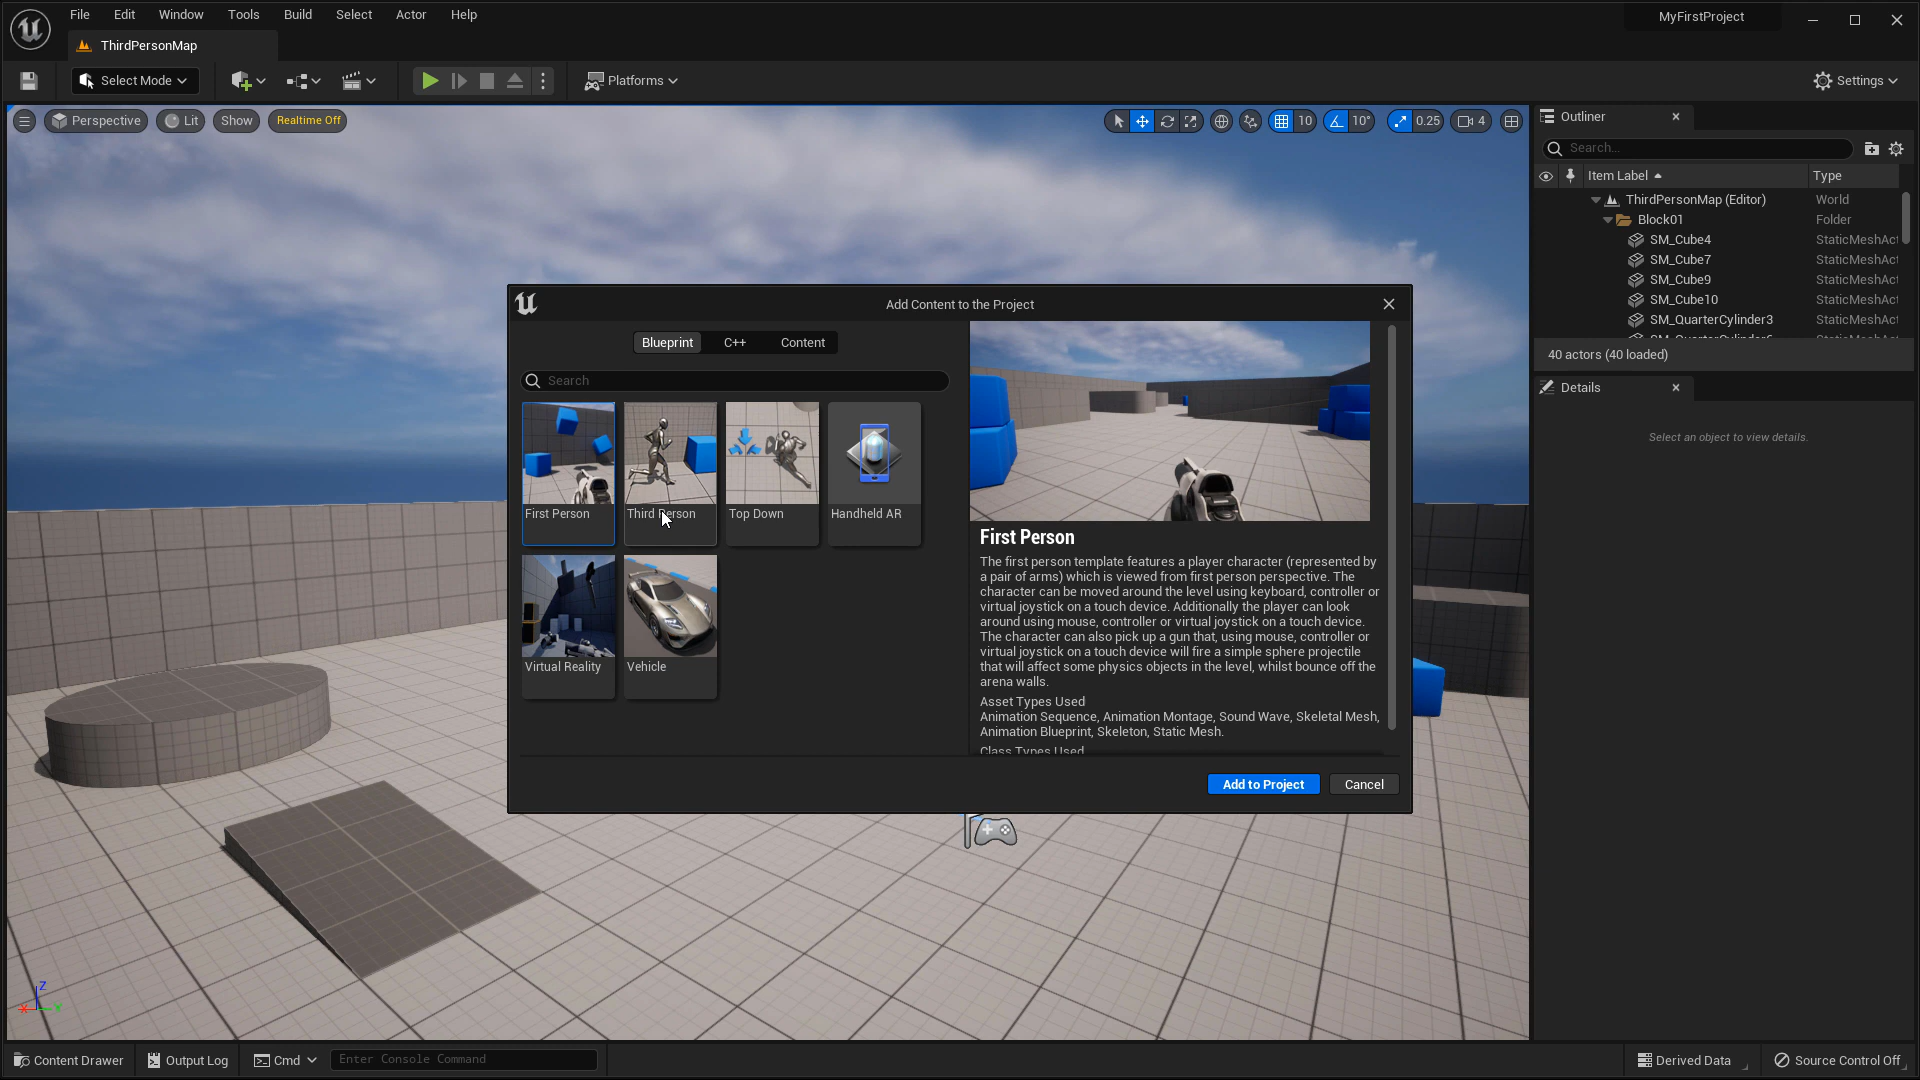 File Edit Window Tools Build Select Actor Help
MyFirstProject
ThirdPersonMap
Select Mode
Platforms
Settings
Perspective Lit Show Realtime Off
10 10° 0.25 4
Outliner
Search...
Item Label Type
ThirdPersonMap (Editor) World
Block01 Folder
SM_Cube4 StaticMeshAct
SM_Cube7 StaticMeshAct
SM_Cube9 StaticMeshAct
SM_Cube10 StaticMeshAct
SM_QuarterCylinder3 StaticMeshAct
40 actors (40 loaded)
Details
Select an object to view details.
Add Content to the Project
Blueprint C++ Content
Search
First Person Third Person Top Down Handheld AR
Virtual Reality Vehicle
First Person
The first person template features a player character (represented by
a pair of arms) which is viewed from first person perspective. The
character can be moved around the level using keyboard, controller or
virtual joystick on a touch device. Additionally the player can look
around using mouse, controller or virtual joystick on a touch device.
The character can also pick up a gun that, using mouse, controller or
virtual joystick on a touch device will fire a simple sphere projectile
that will affect some physics objects in the level, whilst bounce off the
arena walls.
Asset Types Used
Animation Sequence, Animation Montage, Sound Wave, Skeletal Mesh,
Animation Blueprint, Skeleton, Static Mesh.
Class Types Used
Add to Project Cancel
Z
X Y
Content Drawer Output Log Cmd Enter Console Command
Derived Data Source Control Off